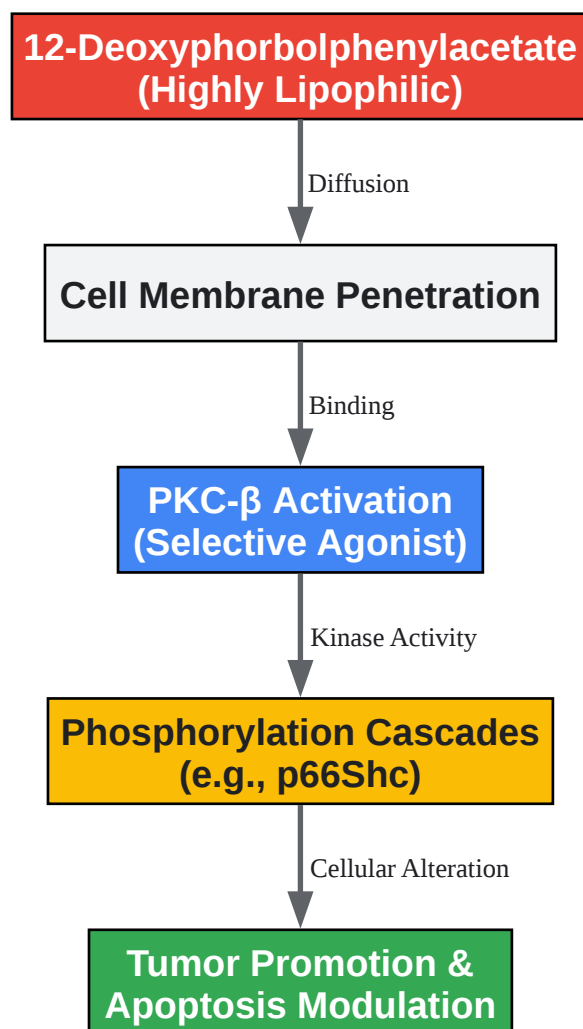 12-Deoxyphorbolphenylacetate
(Highly Lipophilic)
Diffusion
Cell Membrane Penetration
Binding
PKC-β Activation
(Selective Agonist)
Kinase Activity
Phosphorylation Cascades
(e.g., p66Shc)
Cellular Alteration
Tumor Promotion &
Apoptosis Modulation